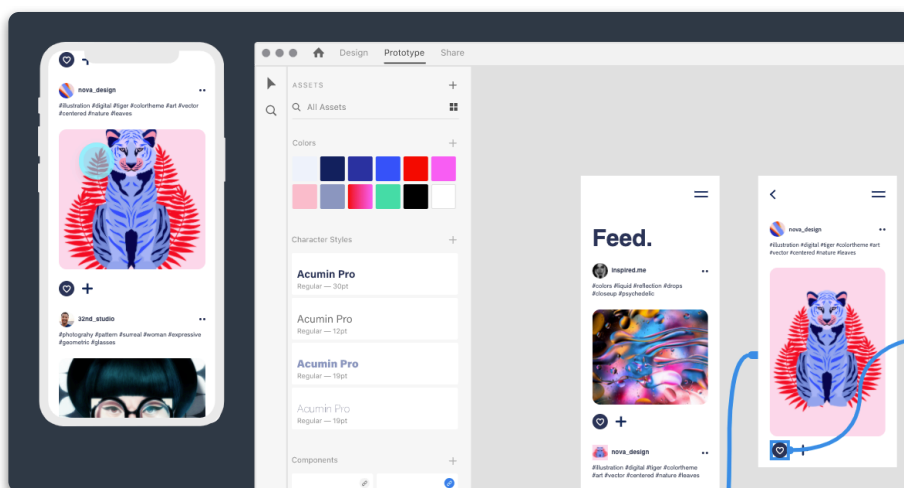 nova_design
#illustration #digital #tiger #colortheme #art #vector
#centered #nature #leaves
32nd_studio
#photograhy #pattern #surreal #woman #expressive
#geometric #glasses
Design Prototype Share
ASSETS
All Assets
Colors
Character Styles
Acumin Pro
Regular — 30pt
Acumin Pro
Regular — 12pt
Acumin Pro
Regular — 19pt
Acumin Pro
Regular — 19pt
Components
Feed.
inspired.me
#colors #liquid #reflection #drops
#closeup #psychedelic
nova_design
#illustration #digital #tiger #colortheme
#art #vector #centered #nature #leaves
nova_design
#illustration #digital #tiger #colortheme #art
#vector #centered #nature #leaves